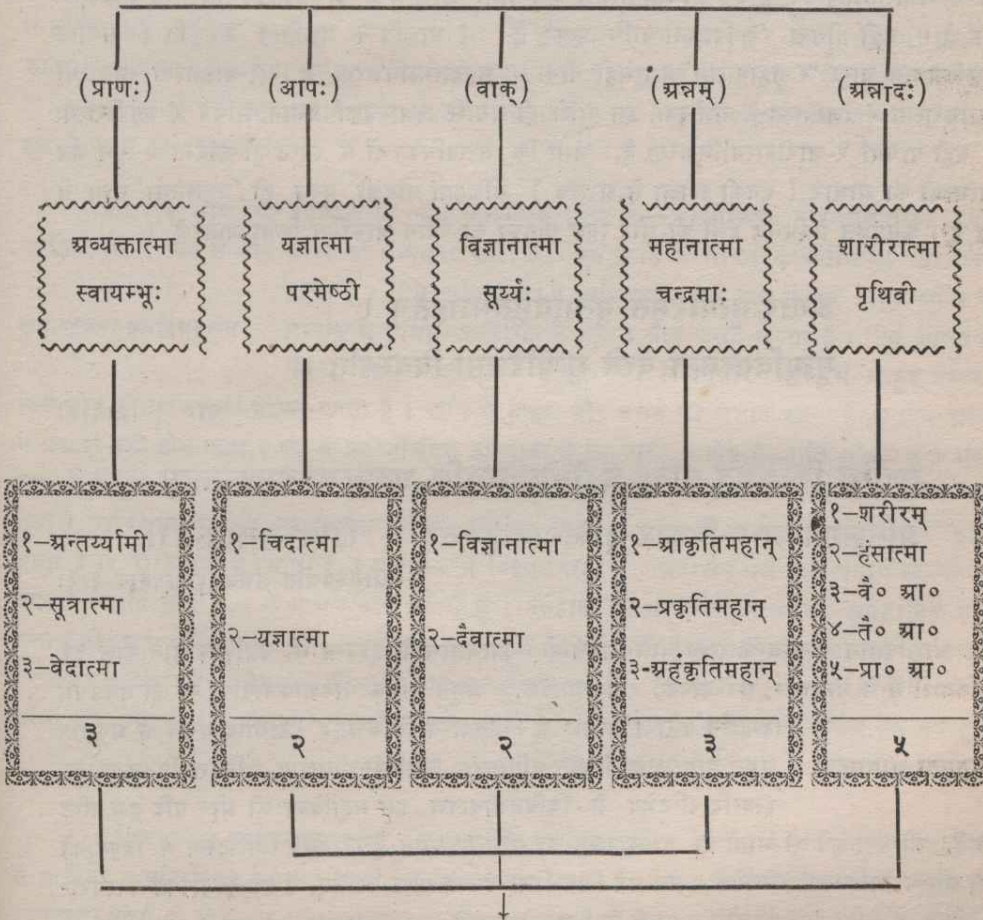 (प्राणः) (आपः) (वाक्) (अन्नम्) (अन्नादः)
अव्यक्तात्मा
स्वायम्भूः
यज्ञात्मा
परमेष्ठी
विज्ञानात्मा
सूर्य्यः
महानात्मा
चन्द्रमाः
शारीरात्मा
पृथिवी
१–अन्तर्य्यामी
२–सूत्रात्मा
३–वेदात्मा
३
१–चिदात्मा
२–यज्ञात्मा
२
१–विज्ञानात्मा
२–दैवात्मा
२
१–आकृतिमहान्
२–प्रकृतिमहान्
३-अहंकृतिमहान्
३
१–शरीरम्
२–हंसात्मा
३–वै० आ०
४–तै० आ०
५–प्रा० आ०
५